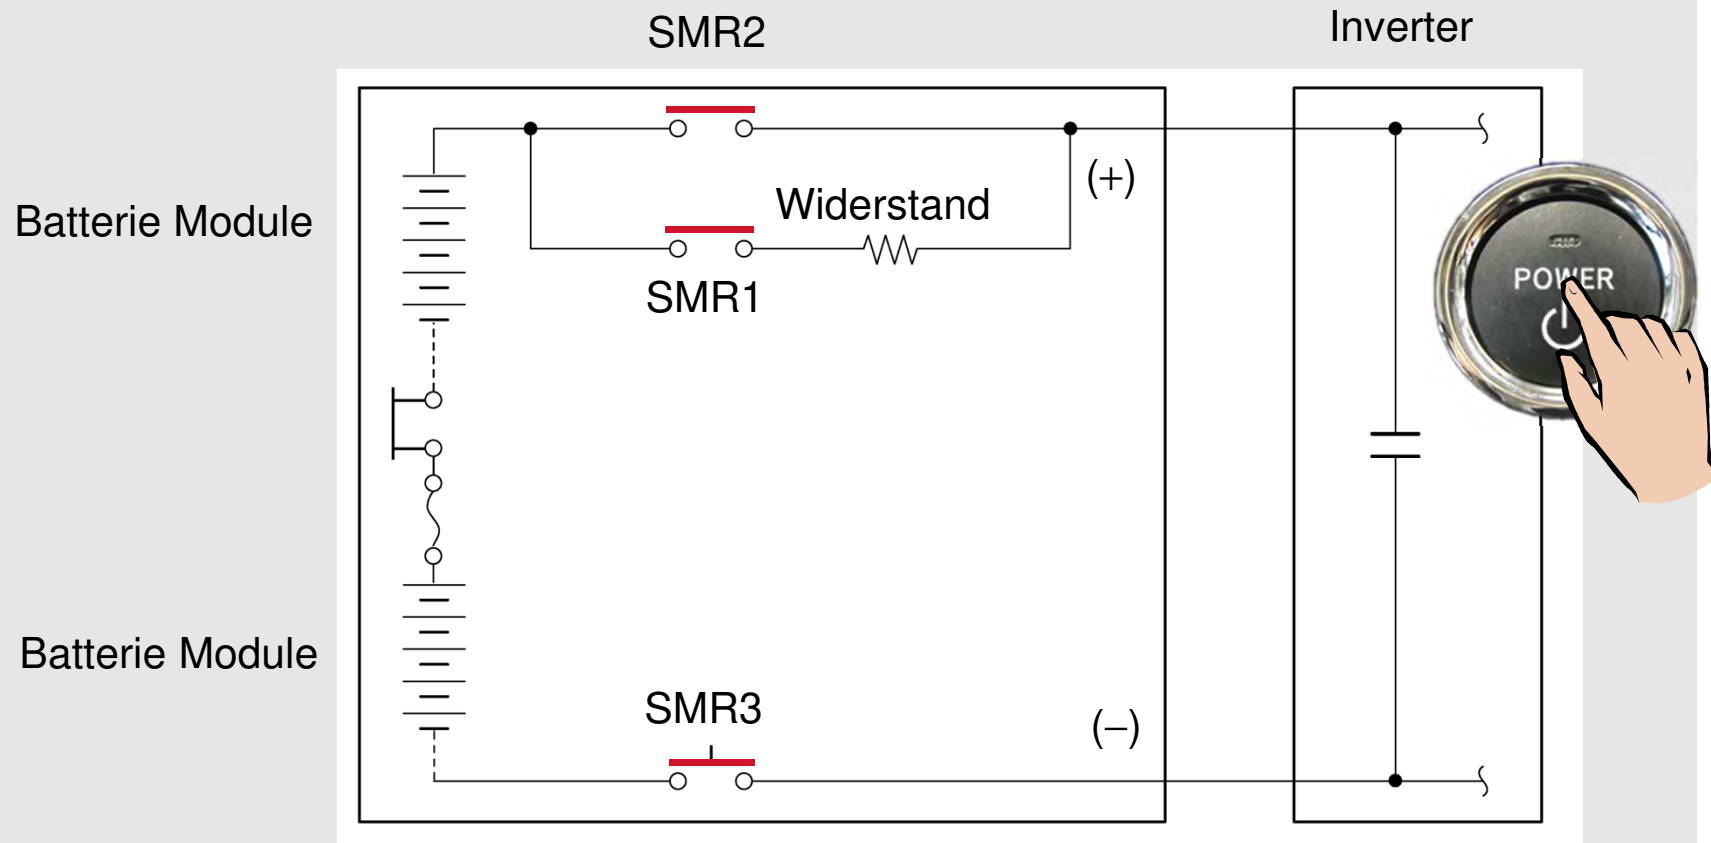 SMR2
Inverter
(+)
Widerstand
Batterie Module
SMR1
POWER
Batterie Module
SMR3
(–)